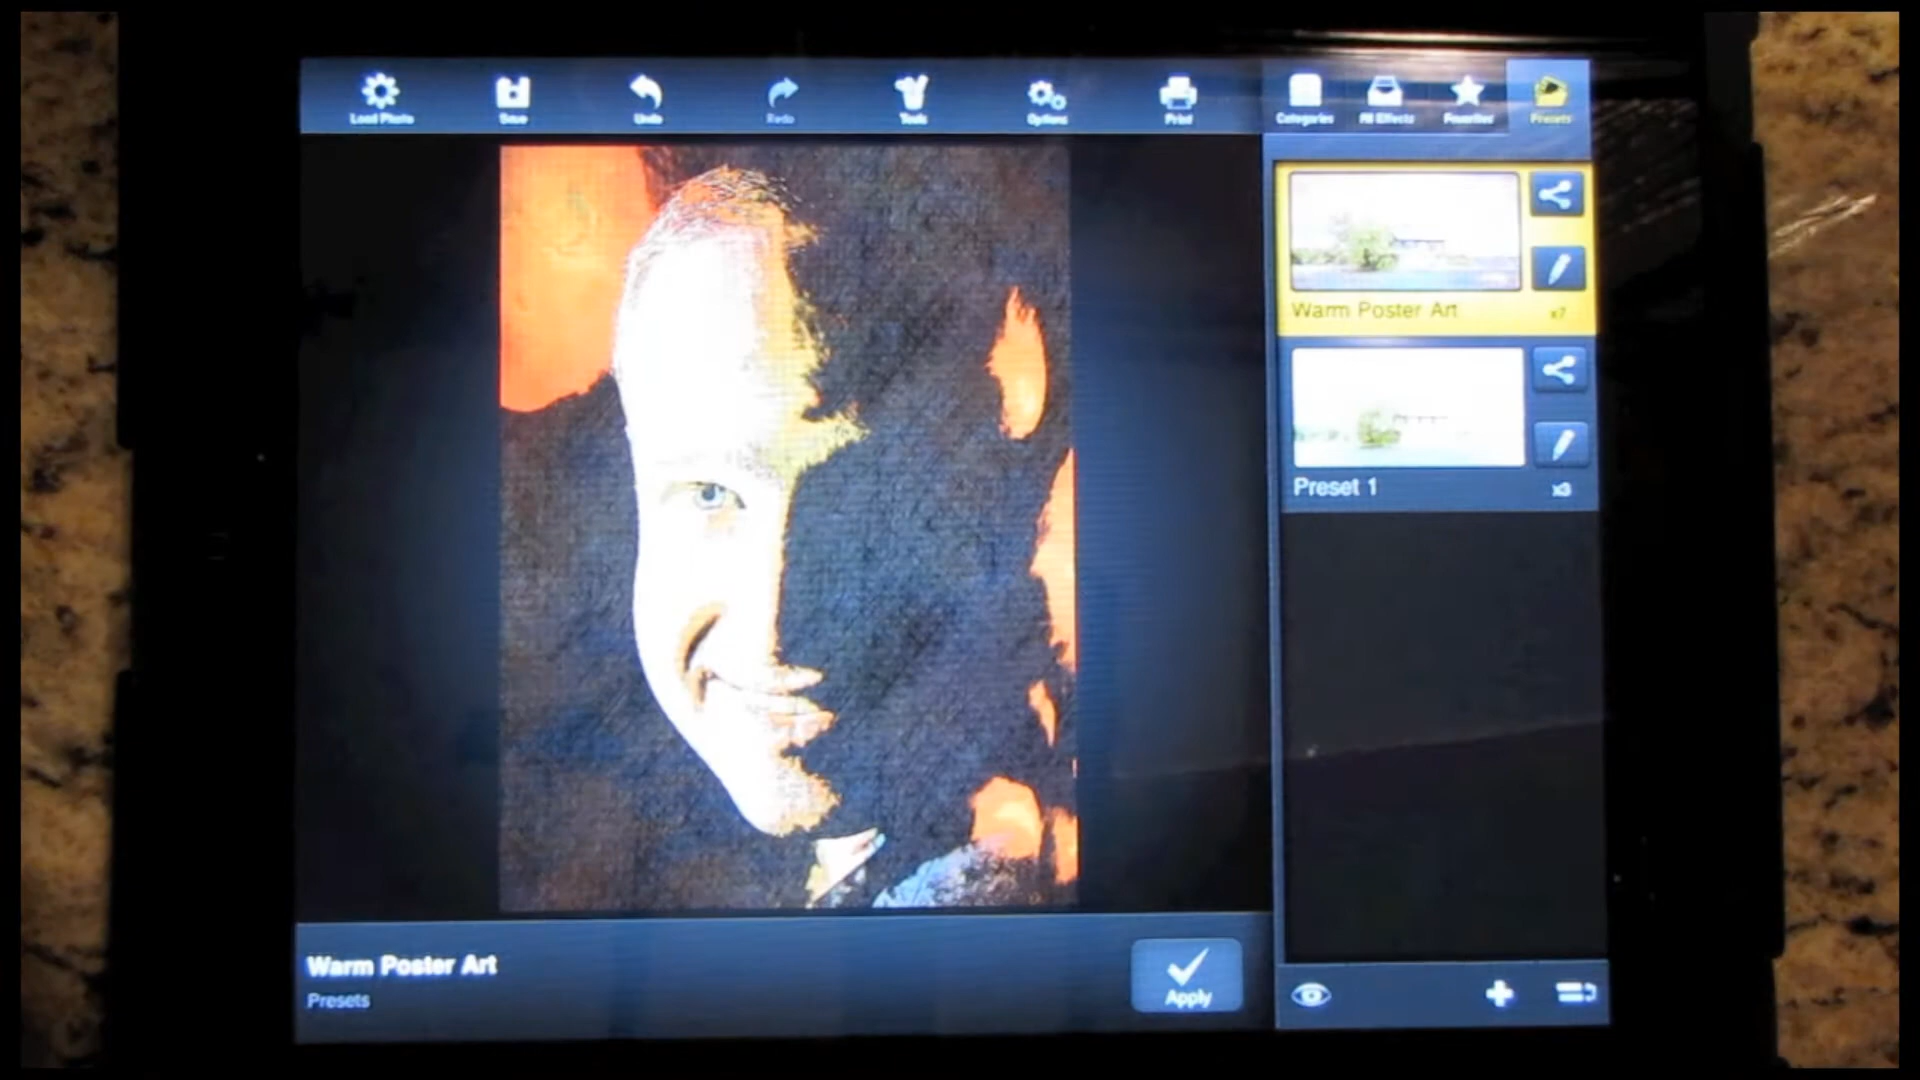 Load Photo
Save
Undo
Redo
Tools
Options
Print
Categories
All Effects
Favorites
Presets
Warm Poster Art
x7
Preset 1
x3
Warm Poster Art
Presets
Apply